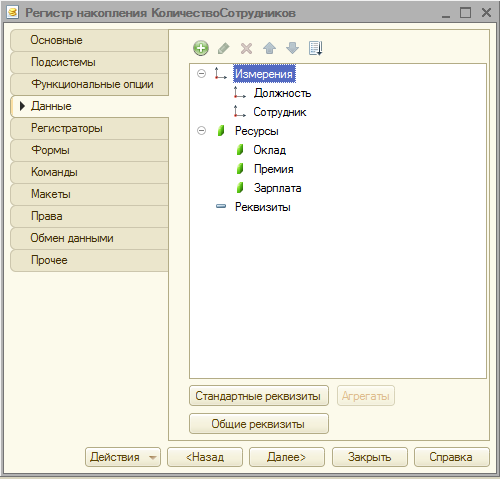 Регистр накопления КоличествоСотрудников
Основные
Подсистемы
Функциональные опции
Данные
Регистраторы
Формы
Команды
Макеты
Права
Обмен данными
Прочее
Измерения
Должность
Сотрудник
Ресурсы
Оклад
Премия
Зарплата
Реквизиты
Стандартные реквизиты
Агрегаты
Общие реквизиты
Действия
<Назад
Далее>
Закрыть
Справка